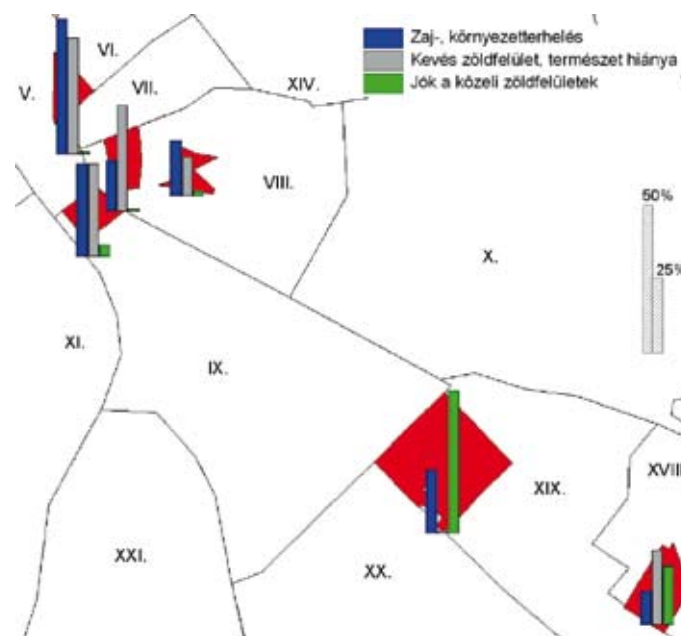 Zaj-, környezetterhelés
Kevés zöldfelület, természet hiánya
Jók a közeli zöldfelületek
VI.
V.
VII.
XIV.
VIII.
50%
25%
X.
XI.
IX.
XIX.
XVIII
XXI.
XX.